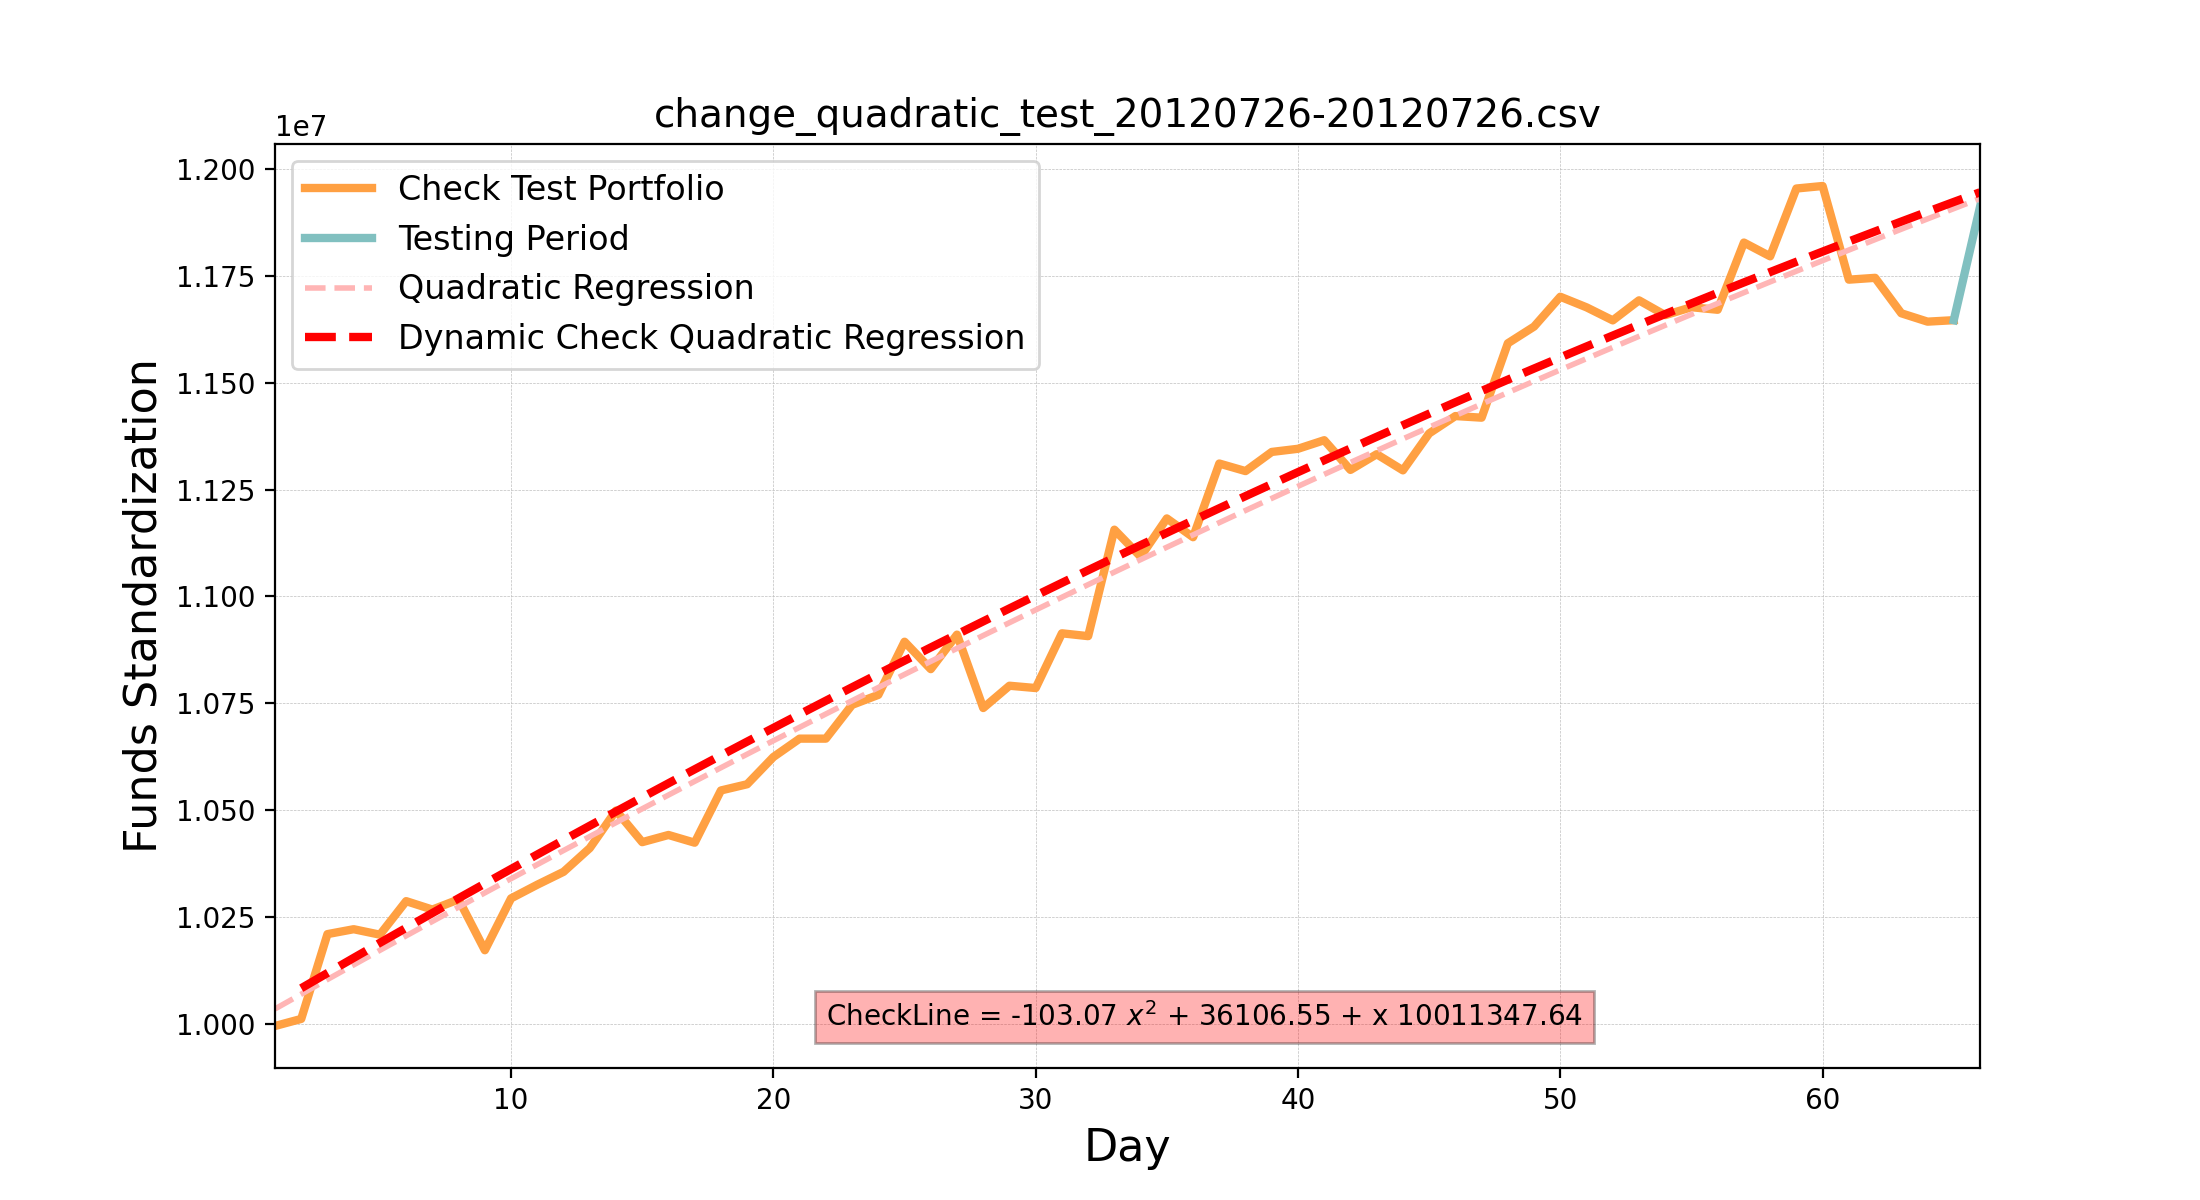 change_quadratic_test_20120726-20120726.csv
1e7
1.200
1.175
1.150
1.125
1.100
1.075
1.050
1.025
1.000
Funds Standardization
Check Test Portfolio
Testing Period
Quadratic Regression
Dynamic Check Quadratic Regression
CheckLine = -103.07 x² + 36106.55 + x 10011347.64
10 20 30 40 50 60
Day